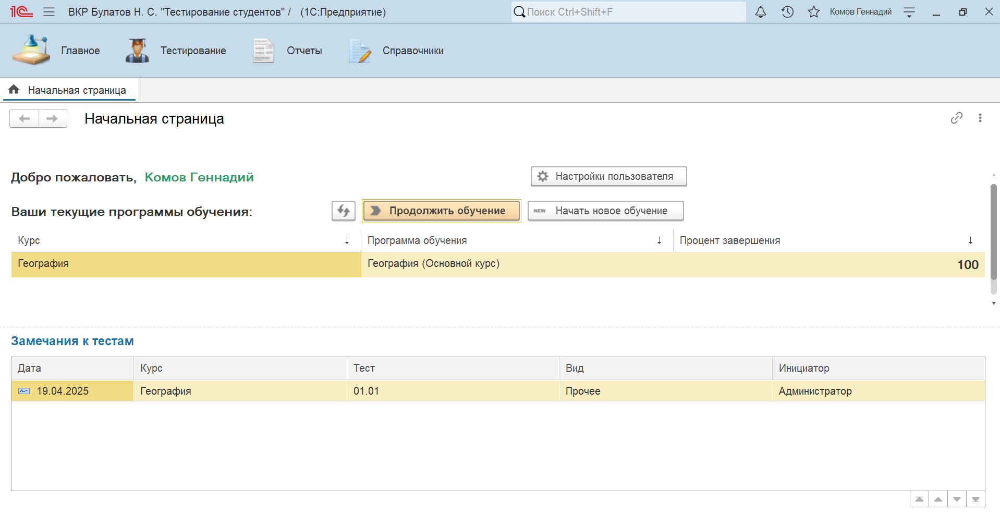 1С ВКР Булатов Н. С. "Тестирование студентов" / (1С:Предприятие) Поиск Ctrl+Shift+F Комов Геннадий
Главное Тестирование Отчеты Справочники
Начальная страница
Начальная страница
Добро пожаловать, Комов Геннадий Настройки пользователя
Ваши текущие программы обучения: Продолжить обучение NEW Начать новое обучение
Курс ↓ Программа обучения ↓ Процент завершения ↓
География География (Основной курс) 100
Замечания к тестам
Дата Курс Тест Вид Инициатор
19.04.2025 География 01.01 Прочее Администратор